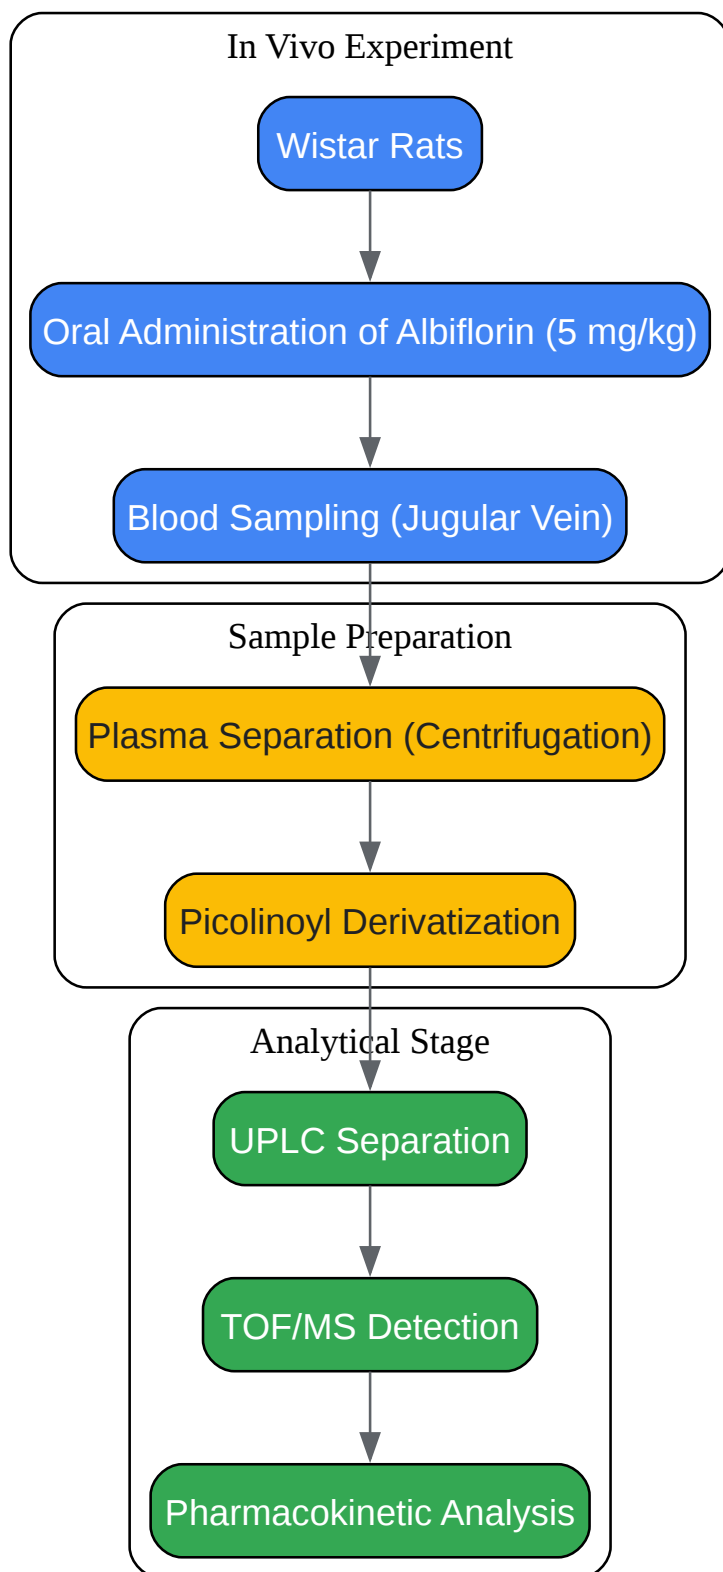 In Vivo Experiment
Wistar Rats
Oral Administration of Albiflorin (5 mg/kg)
Blood Sampling (Jugular Vein)
Sample Preparation
Plasma Separation (Centrifugation)
Picolinoyl Derivatization
Analytical Stage
UPLC Separation
TOF/MS Detection
Pharmacokinetic Analysis